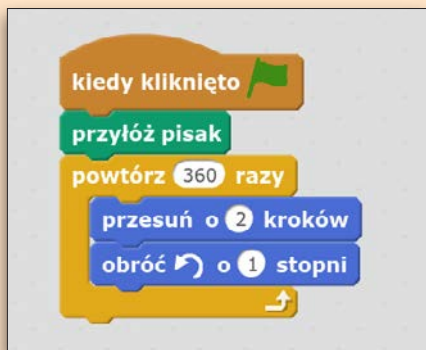 kiedy kliknięto
przyłóż pisak
powtórz 360 razy
przesuń o 2 kroków
obróć o 1 stopni